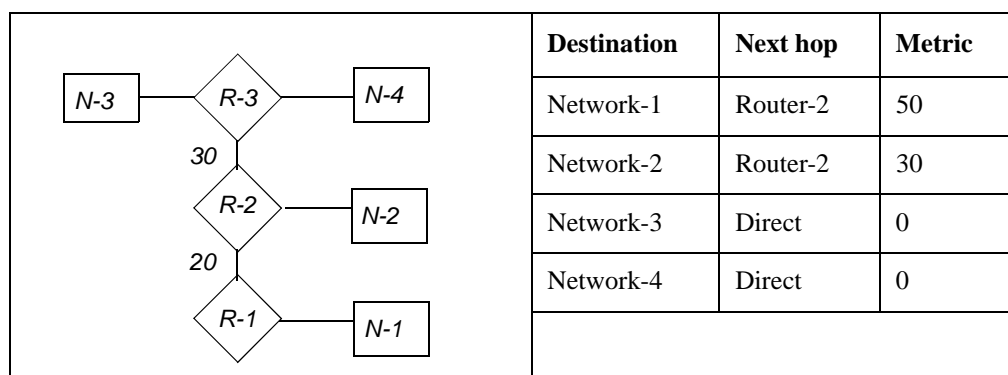 N-3 R-3 N-4
30
R-2 N-2
20
R-1 N-1
Destination Next hop Metric
Network-1 Router-2 50
Network-2 Router-2 30
Network-3 Direct 0
Network-4 Direct 0